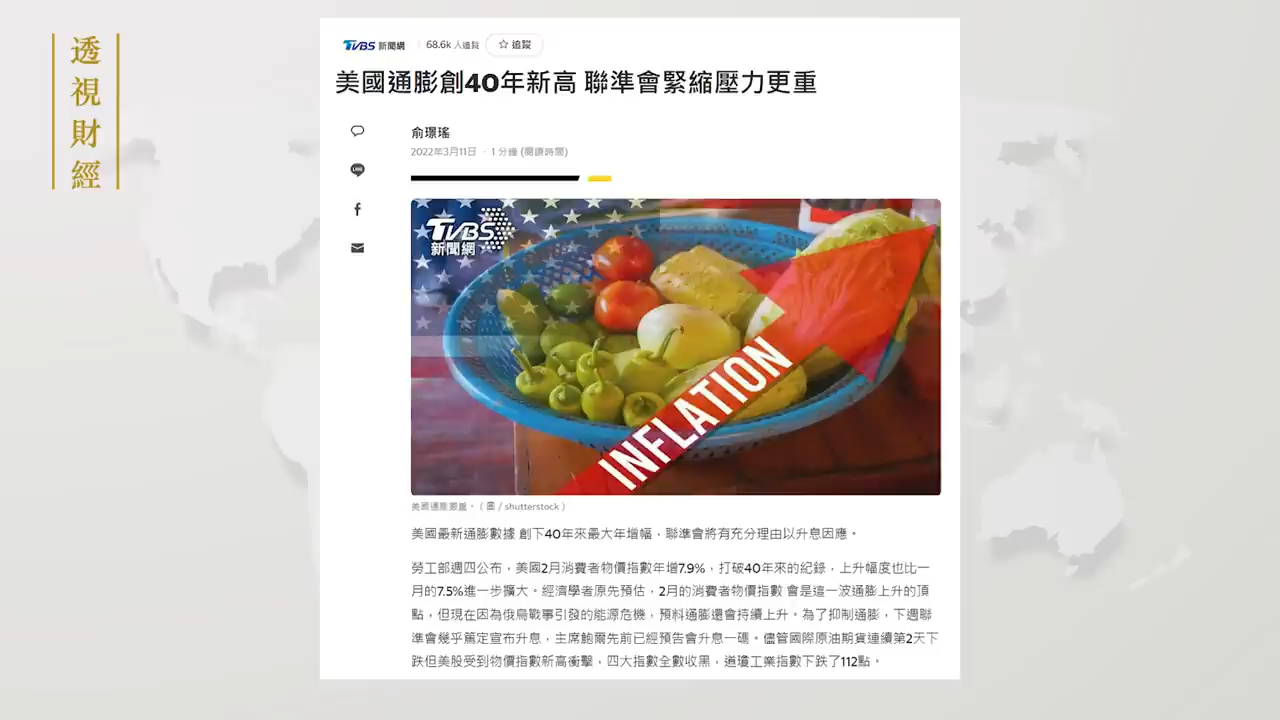 透視財經
TVBS 新聞網
68.6k 人追蹤
☆ 追蹤
美國通膨創40年新高 聯準會緊縮壓力更重
俞璟瑤
2022年3月11日 · 1 分鐘 (閱讀時間)
LINE
TVBS
新聞網
INFLATION
美國通膨嚴重。（圖 / shutterstock）
美國最新通膨數據 創下40年來最大年增幅，聯準會將有充分理由以升息因應。
勞工部週四公布，美國2月消費者物價指數年增7.9%，打破40年來的紀錄，上升幅度也比一
月的7.5%進一步擴大。經濟學者原先預估，2月的消費者物價指數 會是這一波通膨上升的頂
點，但現在因為俄烏戰事引發的能源危機，預料通膨還會持續上升。為了抑制通膨，下週聯
準會幾乎篤定宣布升息，主席鮑爾先前已經預告會升息一碼。儘管國際原油期貨連續第2天下
跌但美股受到物價指數新高衝擊，四大指數全數收黑，道瓊工業指數下跌了112點。